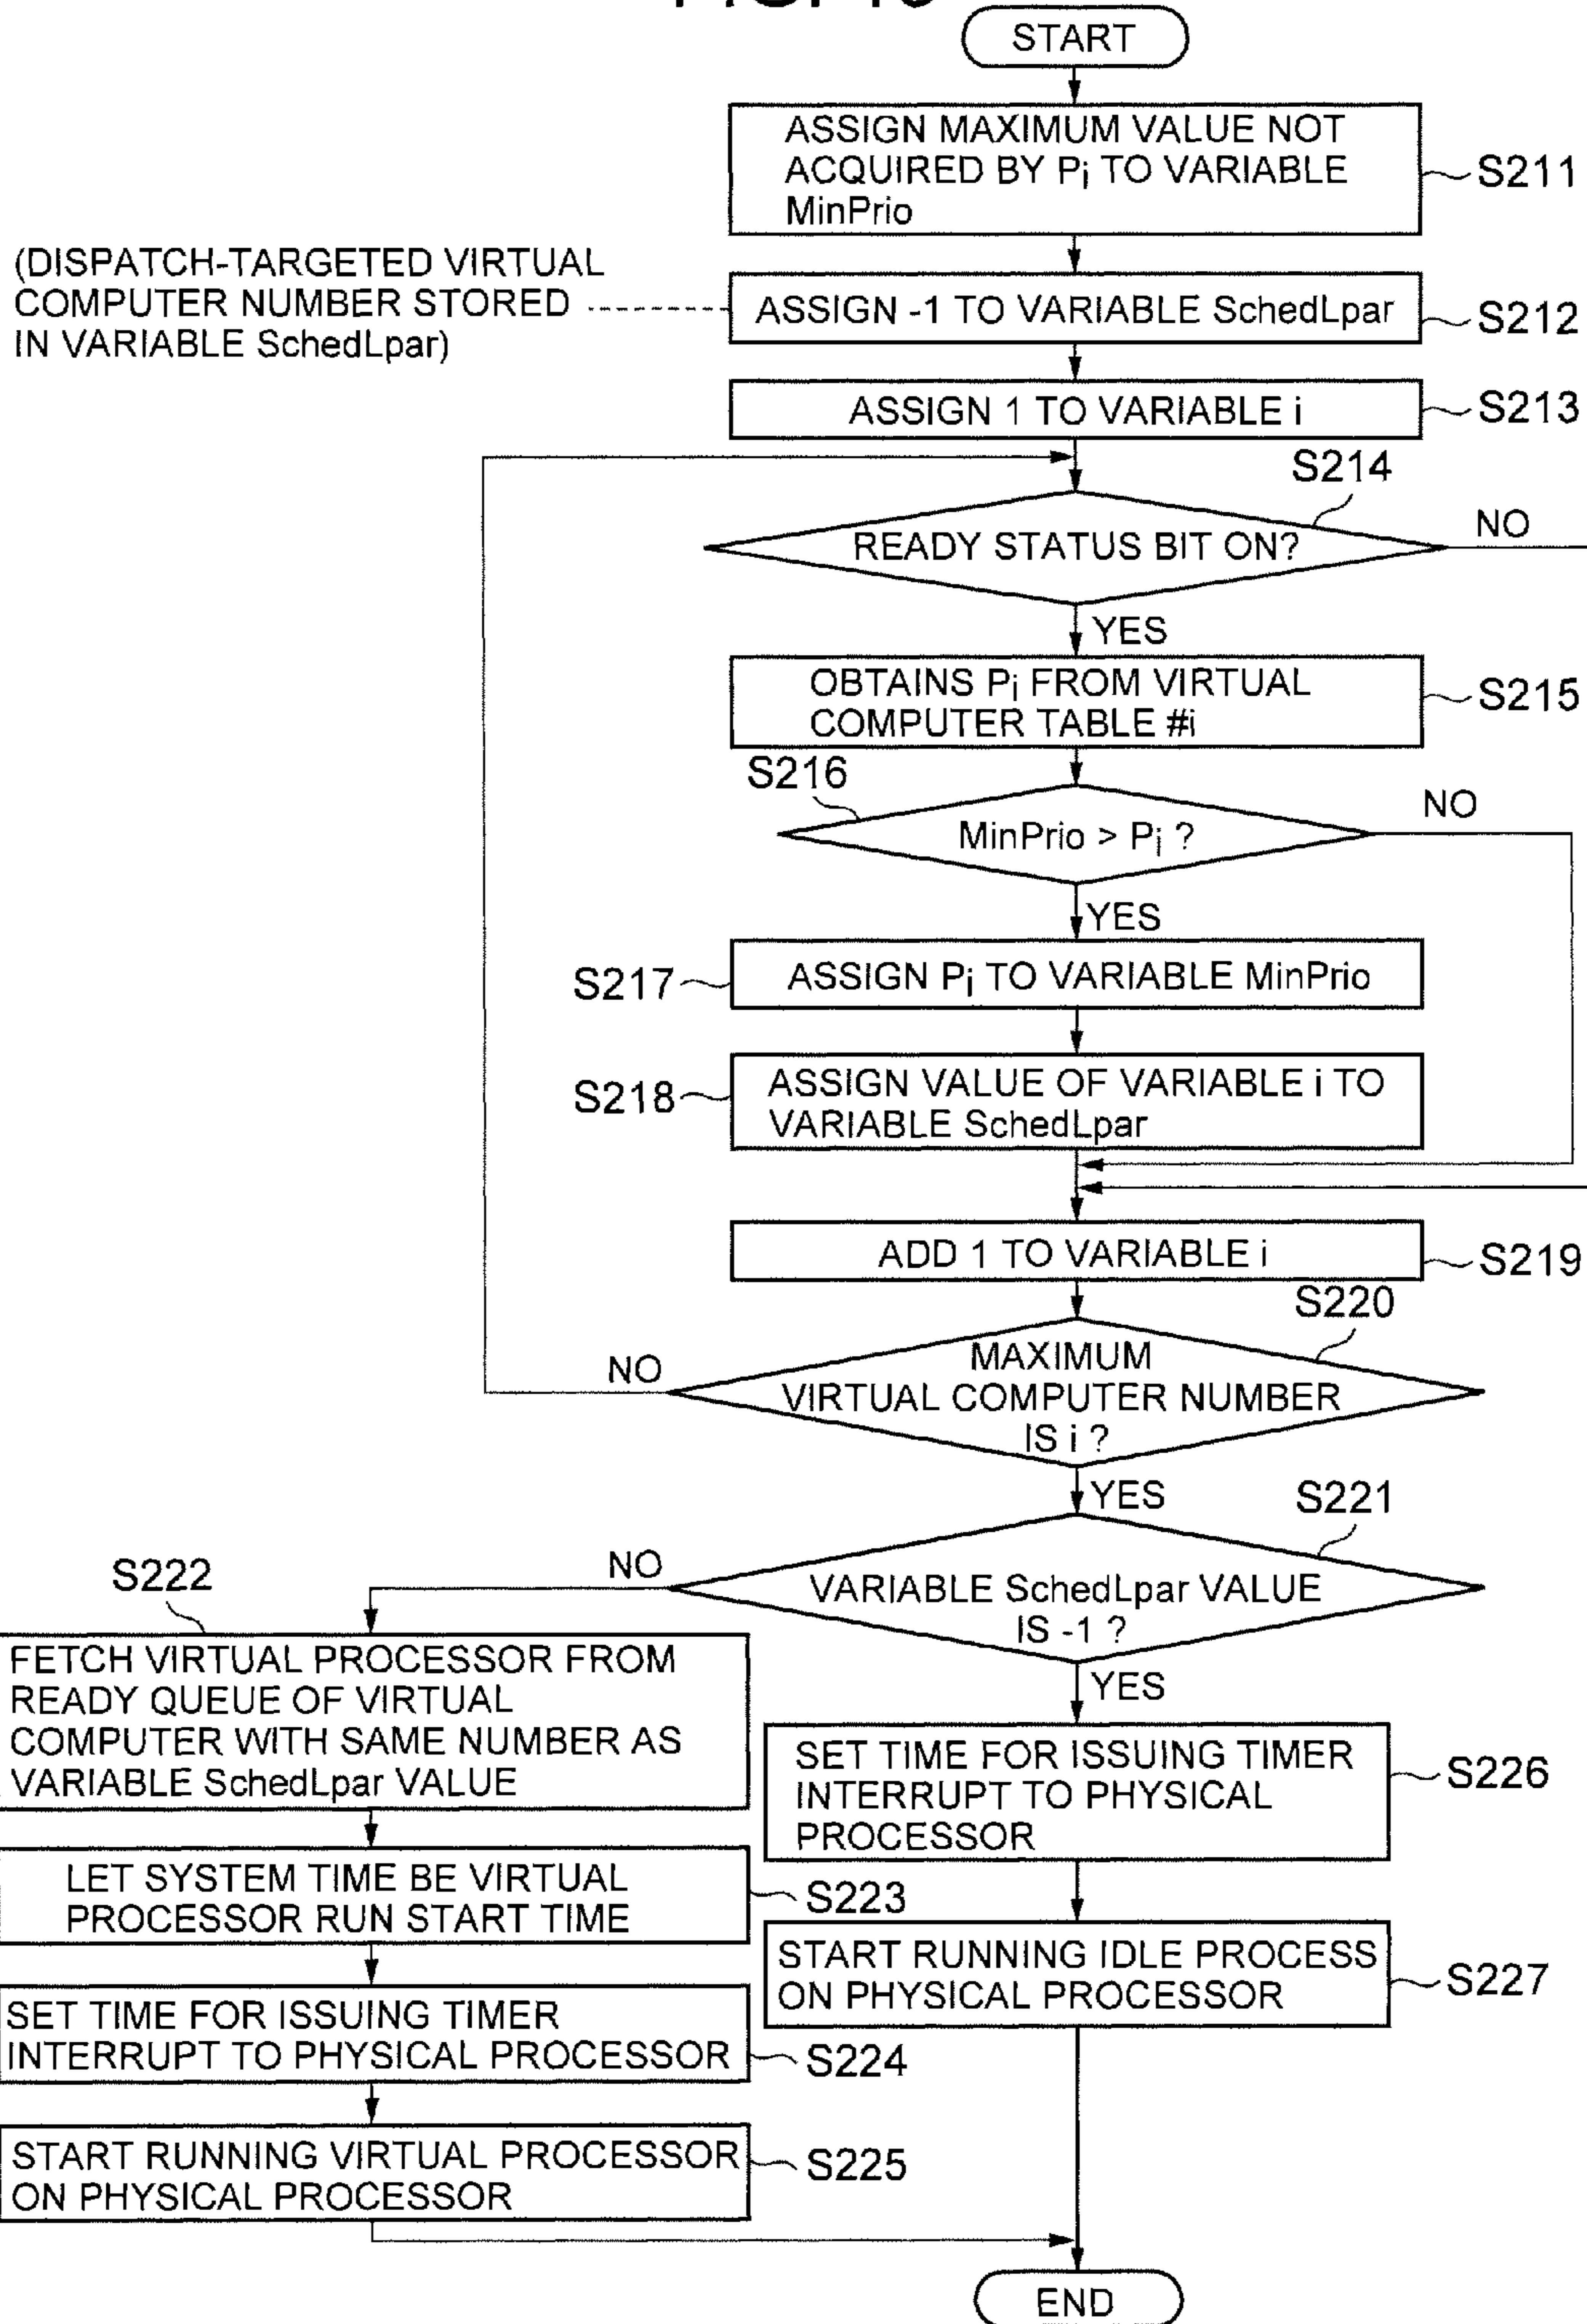 START
ASSIGN MAXIMUM VALUE NOT
ACQUIRED BY Pi TO VARIABLE
MinPrio
S211
(DISPATCH-TARGETED VIRTUAL
COMPUTER NUMBER STORED
IN VARIABLE SchedLpar)
ASSIGN -1 TO VARIABLE SchedLpar
S212
ASSIGN 1 TO VARIABLE i
S213
S214
READY STATUS BIT ON?
NO
YES
OBTAINS Pi FROM VIRTUAL
COMPUTER TABLE #i
S215
S216
MinPrio > Pi ?
NO
YES
S217
ASSIGN Pi TO VARIABLE MinPrio
S218
ASSIGN VALUE OF VARIABLE i TO
VARIABLE SchedLpar
ADD 1 TO VARIABLE i
S219
S220
MAXIMUM
VIRTUAL COMPUTER NUMBER
IS i ?
NO
YES
S221
VARIABLE SchedLpar VALUE
IS -1 ?
NO
YES
S222
FETCH VIRTUAL PROCESSOR FROM
READY QUEUE OF VIRTUAL
COMPUTER WITH SAME NUMBER AS
VARIABLE SchedLpar VALUE
LET SYSTEM TIME BE VIRTUAL
PROCESSOR RUN START TIME
S223
SET TIME FOR ISSUING TIMER
INTERRUPT TO PHYSICAL PROCESSOR
S224
START RUNNING VIRTUAL PROCESSOR
ON PHYSICAL PROCESSOR
S225
SET TIME FOR ISSUING TIMER
INTERRUPT TO PHYSICAL
PROCESSOR
S226
START RUNNING IDLE PROCESS
ON PHYSICAL PROCESSOR
S227
END